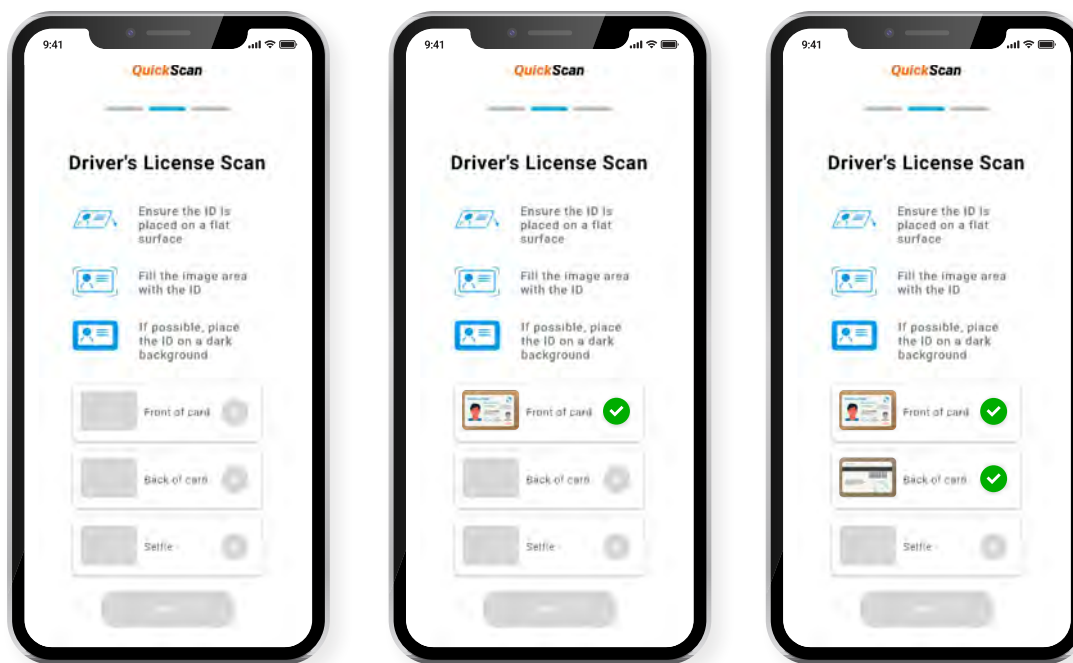 9:41
QuickScan
Driver's License Scan
Ensure the ID is
placed on a flat
surface
Fill the image area
with the ID
If possible, place
the ID on a dark
background
Front of card
Back of card
Selfie
9:41
QuickScan
Driver's License Scan
Ensure the ID is
placed on a flat
surface
Fill the image area
with the ID
If possible, place
the ID on a dark
background
Front of card
Back of card
Selfie
9:41
QuickScan
Driver's License Scan
Ensure the ID is
placed on a flat
surface
Fill the image area
with the ID
If possible, place
the ID on a dark
background
Front of card
Back of card
Selfie